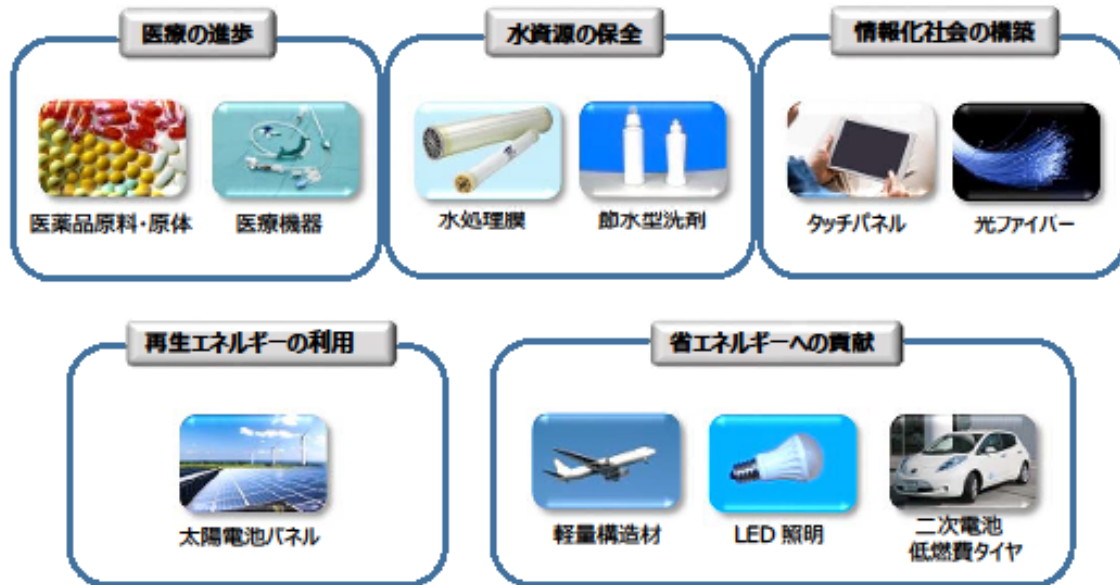 医療の進歩
医薬品原料・原体
医療機器
水資源の保全
水処理膜
節水型洗剤
情報化社会の構築
タッチパネル
光ファイバー
再生エネルギーの利用
太陽電池パネル
省エネルギーへの貢献
軽量構造材
LED 照明
二次電池
低燃費タイヤ